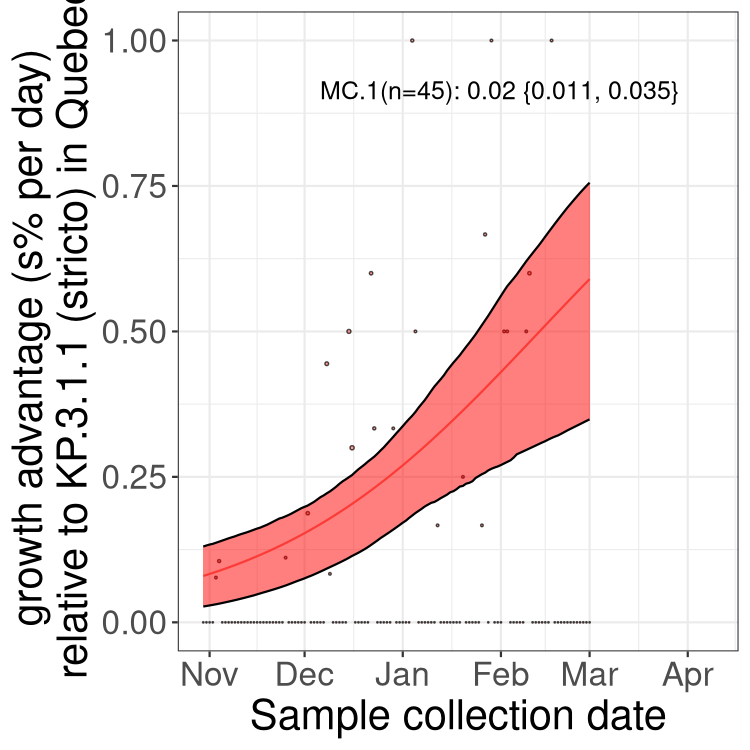 growth advantage (s% per day)
relative to KP.3.1.1 (stricto) in Quebec
1.00
0.75
0.50
0.25
0.00
MC.1(n=45): 0.02 {0.011, 0.035}
Nov Dec Jan Feb Mar Apr
Sample collection date